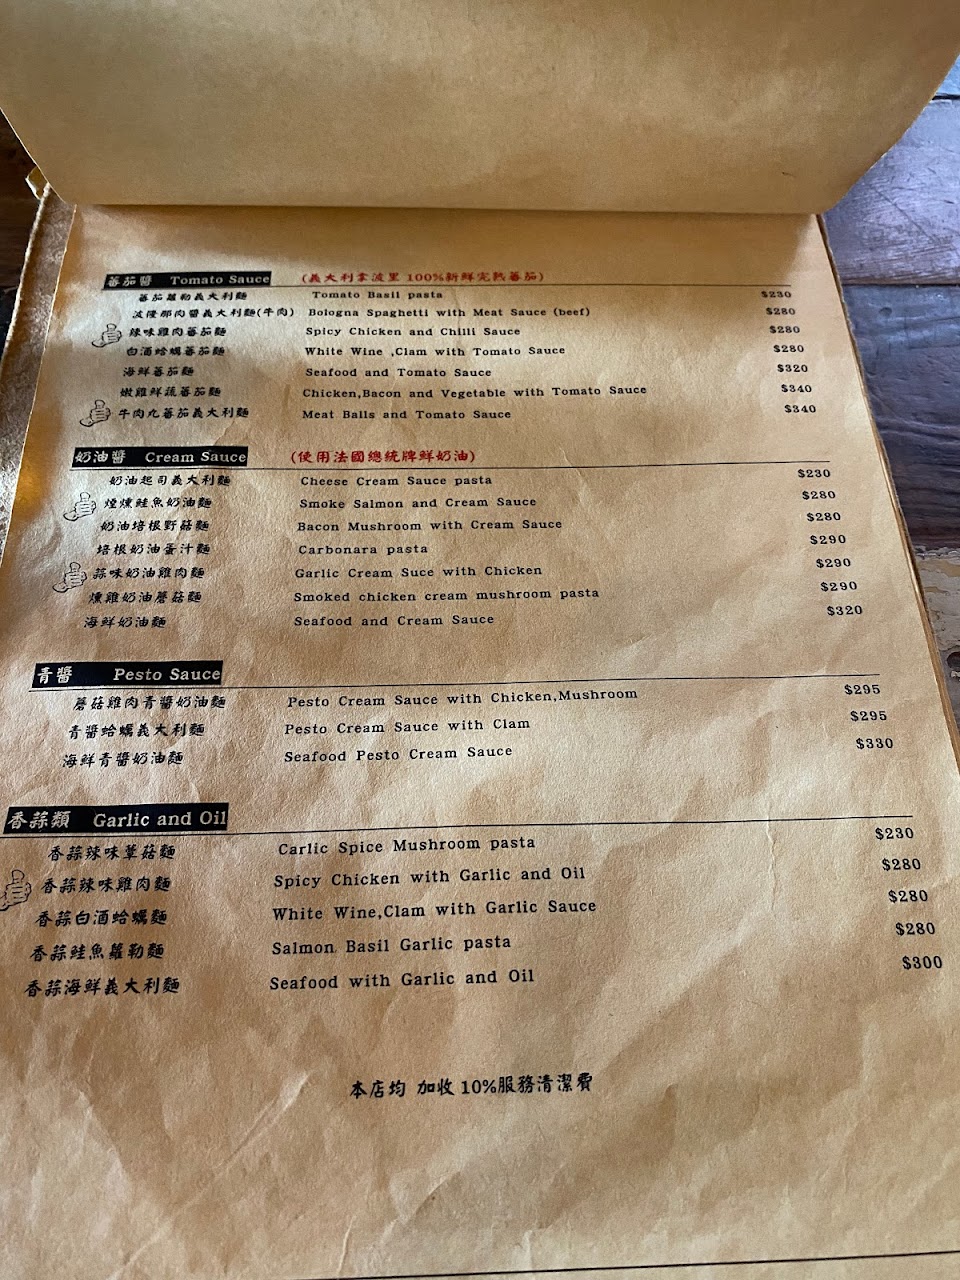 蕃茄醬 Tomato Sauce (義大利拿波里 100%新鮮完熟蕃茄)
蕃茄蘿勒義大利麵 Tomato Basil pasta $230
波隆那肉醬義大利麵(牛肉) Bologna Spaghetti with Meat Sauce (beef) $280
辣味雞肉蕃茄麵 Spicy Chicken and Chilli Sauce $280
白酒蛤蠣蕃茄麵 White Wine ,Clam with Tomato Sauce $280
海鮮蕃茄麵 Seafood and Tomato Sauce $320
嫩雞鮮蔬蕃茄麵 Chicken,Bacon and Vegetable with Tomato Sauce $340
牛肉丸蕃茄義大利麵 Meat Balls and Tomato Sauce $340
奶油醬 Cream Sauce (使用法國總統牌鮮奶油)
奶油起司義大利麵 Cheese Cream Sauce pasta $230
煙燻鮭魚奶油麵 Smoke Salmon and Cream Sauce $280
奶油培根野菇麵 Bacon Mushroom with Cream Sauce $280
培根奶油蛋汁麵 Carbonara pasta $290
蒜味奶油雞肉麵 Garlic Cream Suce with Chicken $290
燻雞奶油蘑菇麵 Smoked chicken cream mushroom pasta $290
海鮮奶油麵 Seafood and Cream Sauce $320
青醬 Pesto Sauce
蘑菇雞肉青醬奶油麵 Pesto Cream Sauce with Chicken,Mushroom $295
青醬蛤蠣義大利麵 Pesto Cream Sauce with Clam $295
海鮮青醬奶油麵 Seafood Pesto Cream Sauce $330
香蒜類 Garlic and Oil
香蒜辣味蕈菇麵 Carlic Spice Mushroom pasta $230
香蒜辣味雞肉麵 Spicy Chicken with Garlic and Oil $280
香蒜白酒蛤蠣麵 White Wine,Clam with Garlic Sauce $280
香蒜鮭魚蘿勒麵 Salmon Basil Garlic pasta $280
香蒜海鮮義大利麵 Seafood with Garlic and Oil $300
本店均 加收 10%服務清潔費